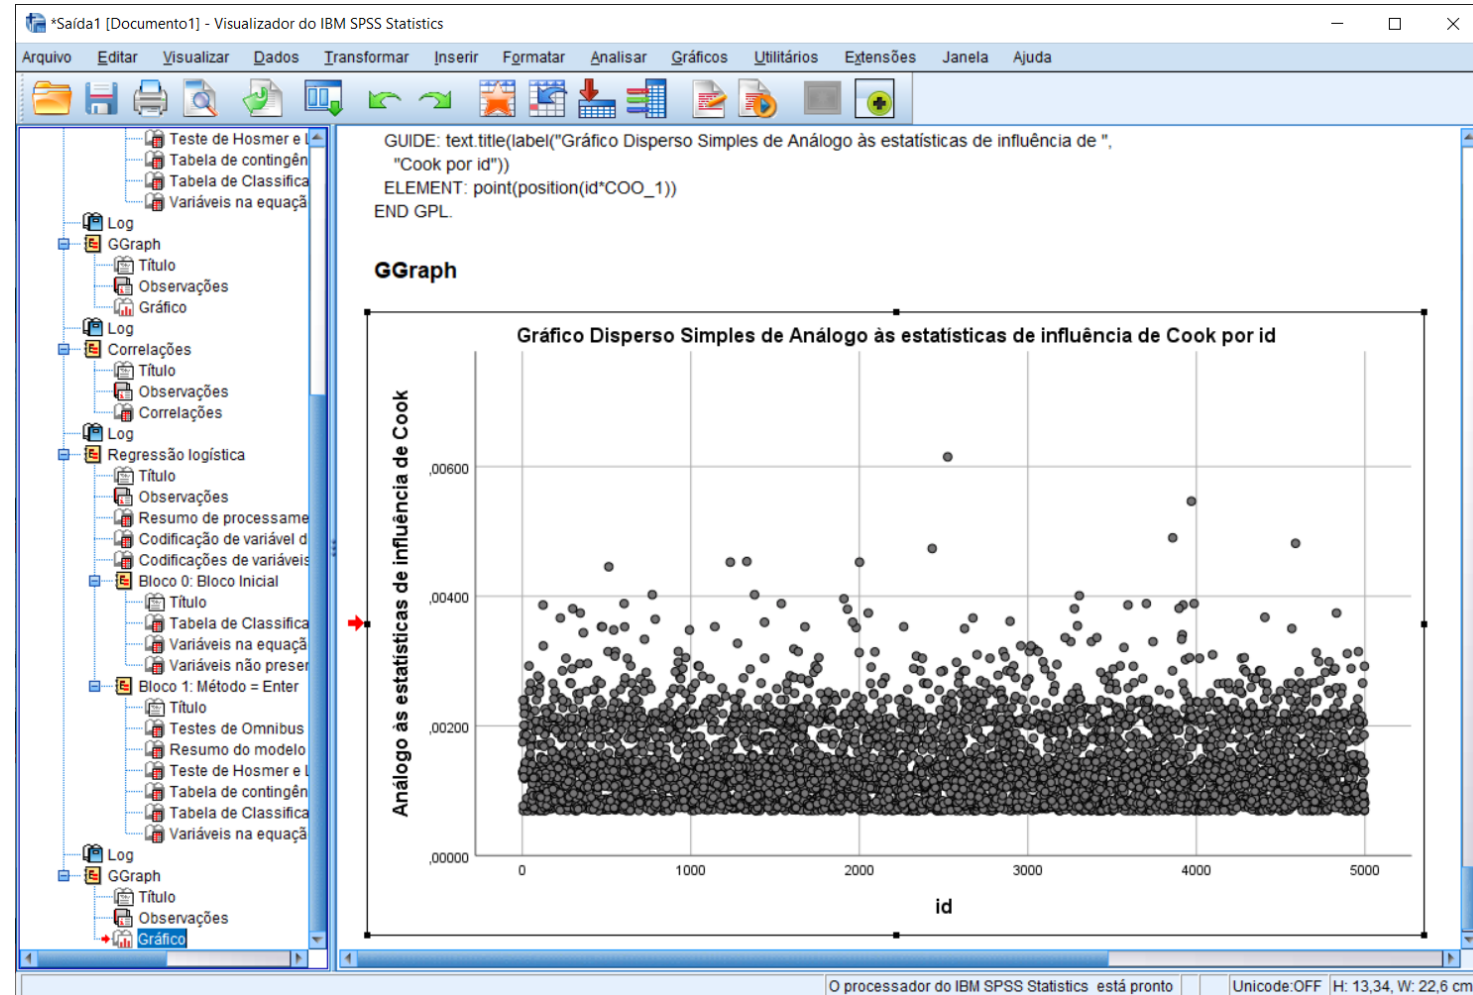 *Saída1 [Documento1] - Visualizador do IBM SPSS Statistics
Arquivo Editar Visualizar Dados Transformar Inserir Formatar Analisar Gráficos Utilitários Extensões Janela Ajuda
Teste de Hosmer e L
Tabela de contingên
Tabela de Classifica
Variáveis na equaçã
Log
GGraph
Título
Observações
Gráfico
Log
Correlações
Título
Observações
Correlações
Log
Regressão logística
Título
Observações
Resumo de processame
Codificação de variável d
Codificações de variáveis
Bloco 0: Bloco Inicial
Título
Tabela de Classifica
Variáveis na equaçã
Variáveis não preser
Bloco 1: Método = Enter
Título
Testes de Omnibus
Resumo do modelo
Teste de Hosmer e L
Tabela de contingên
Tabela de Classifica
Variáveis na equaçã
Log
GGraph
Título
Observações
Gráfico
GUIDE: text.title(label("Gráfico Disperso Simples de Análogo às estatísticas de influência de ",
"Cook por id"))
ELEMENT: point(position(id*COO_1))
END GPL.
GGraph
Gráfico Disperso Simples de Análogo às estatísticas de influência de Cook por id
Análogo às estatísticas de influência de Cook
,00600
,00400
,00200
,00000
0 1000 2000 3000 4000 5000
id
O processador do IBM SPSS Statistics está pronto Unicode:OFF H: 13,34, W: 22,6 cm